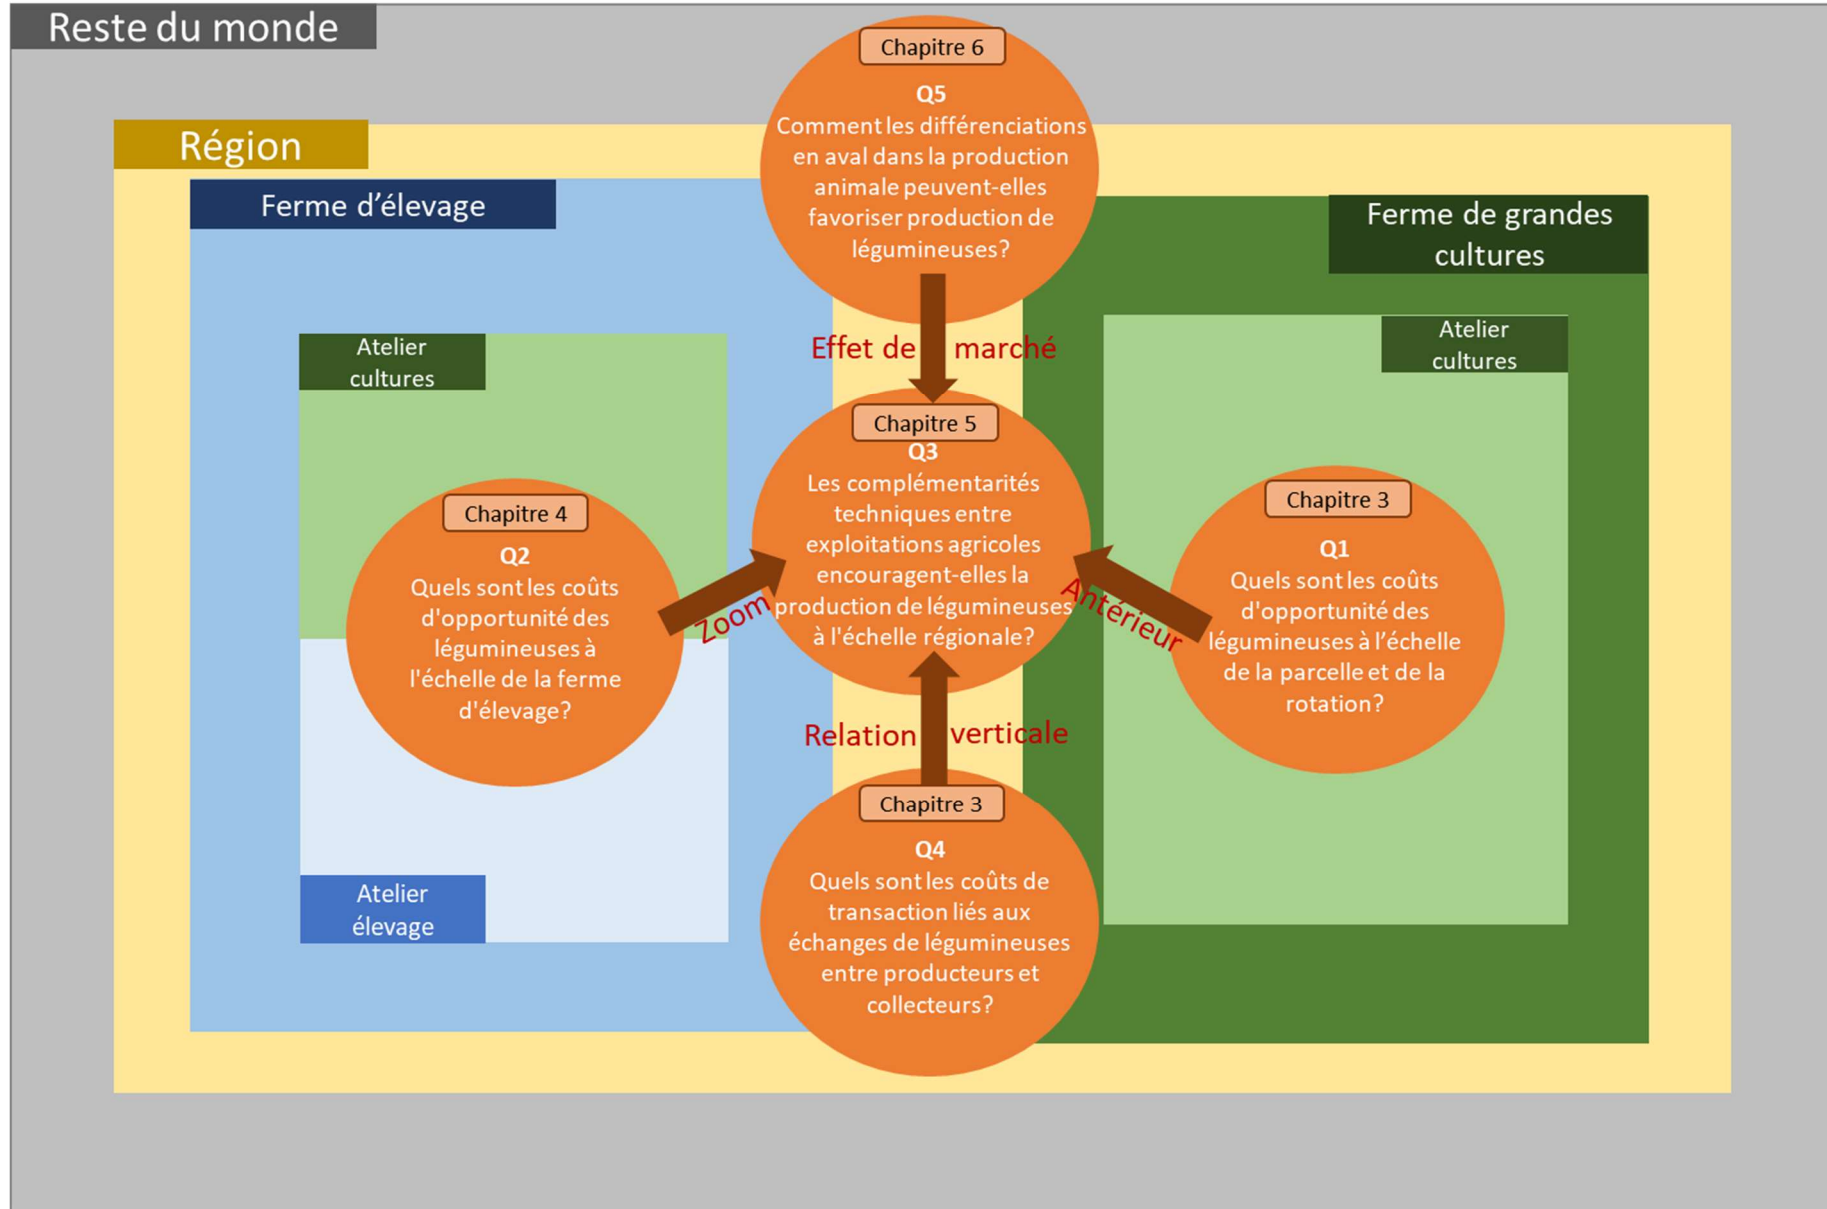 Reste du monde
Région
Ferme d'élevage
Ferme de grandes
cultures
Chapitre 6
Q5
Comment les différenciations
en aval dans la production
animale peuvent-elles
favoriser production de
légumineuses?
Effet de marché
Atelier
cultures
Atelier
cultures
Chapitre 5
Q3
Les complémentarités
techniques entre
exploitations agricoles
encouragent-elles la
production de légumineuses
à l'échelle régionale?
Chapitre 4
Q2
Quels sont les coûts
d'opportunité des
légumineuses à
l'échelle de la ferme
d'élevage?
Zoom
Chapitre 3
Q1
Quels sont les coûts
d'opportunité des
légumineuses à l’échelle
de la parcelle et de la
rotation?
Antérieur
Relation verticale
Chapitre 3
Q4
Quels sont les coûts de
transaction liés aux
échanges de légumineuses
entre producteurs et
collecteurs?
Atelier
élevage